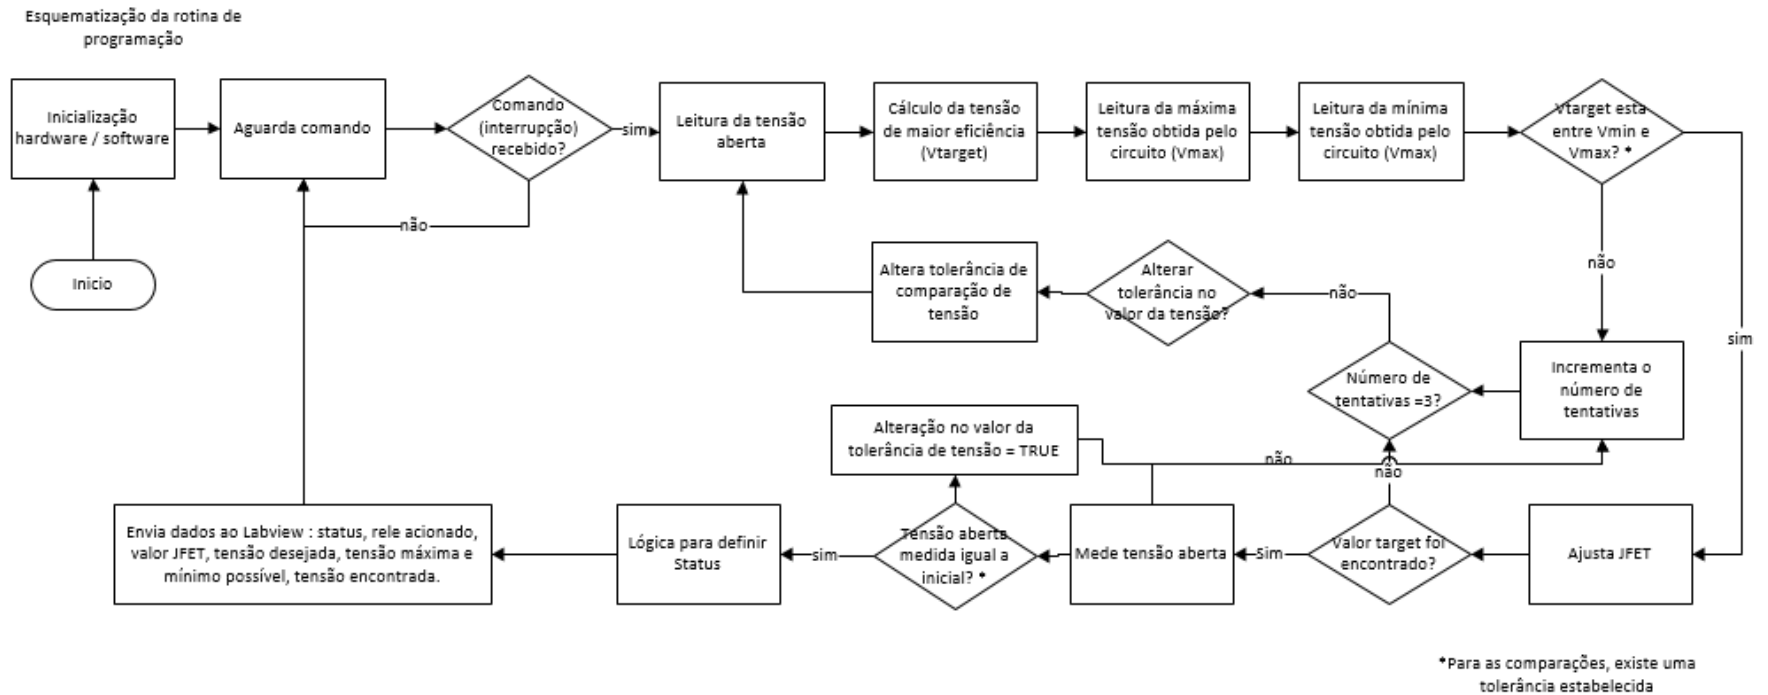 Esquematização da rotina de
programação
Inicialização
hardware / software
Aguarda comando
Comando
(interrupção)
recebido?
sim
Leitura da tensão
aberta
Cálculo da tensão
de maior eficiência
(Vtarget)
Leitura da máxima
tensão obtida pelo
circuito (Vmax)
Leitura da mínima
tensão obtida pelo
circuito (Vmax)
Vtarget esta
entre Vmin e
Vmax? *
não
Inicio
não
sim
Altera tolerância de
comparação de
tensão
Alterar
tolerância no
valor da tensão?
não
Número de
tentativas =3?
Incrementa o
número de
tentativas
Alteração no valor da
tolerância de tensão = TRUE
não
não
Envia dados ao Labview : status, rele acionado,
valor JFET, tensão desejada, tensão máxima e
mínimo possível, tensão encontrada.
Lógica para definir
Status
sim
Tensão aberta
medida igual a
inicial? *
Mede tensão aberta
Sim
Valor target foi
encontrado?
Ajusta JFET
*Para as comparações, existe uma
tolerância estabelecida